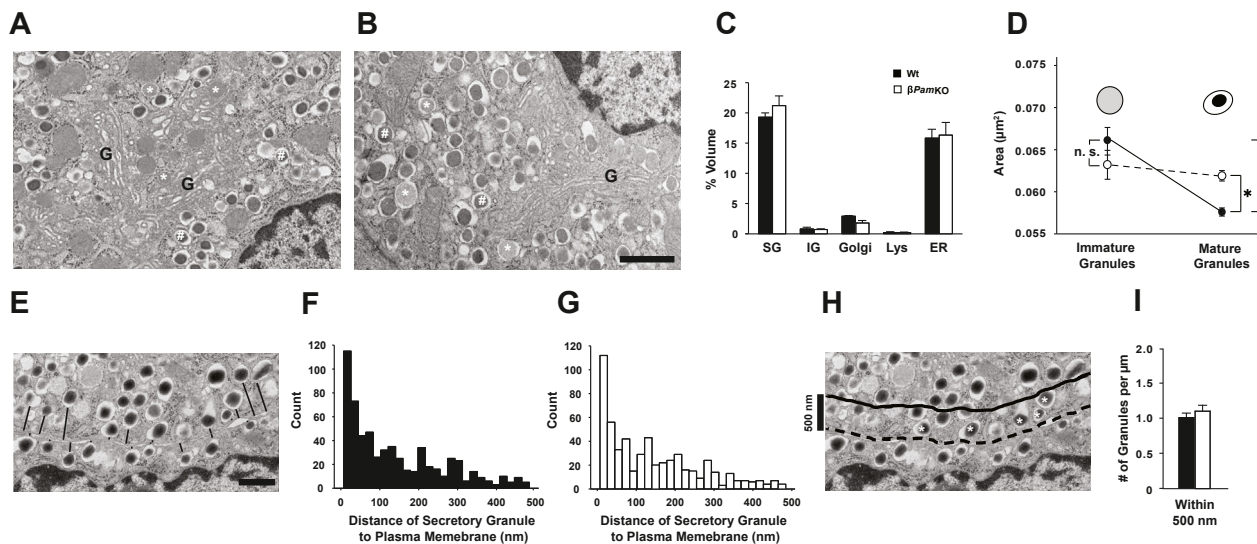 A
B
C
D
G
G
*
*
*
#
#
G
*
*
*
#
#
Wt
βPamKO
% Volume
25
20
15
10
5
0
SG IG Golgi Lys ER
Area (µm²)
0.075
0.070
0.065
0.060
0.055
n. s.
*
Immature
Granules
Mature
Granules
E
F
G
H
I
Count
120
100
80
60
40
20
0
0 100 200 300 400 500
Distance of Secretory Granule
to Plasma Memebrane (nm)
Count
120
100
80
60
40
20
0
0 100 200 300 400 500
Distance of Secretory Granule
to Plasma Memebrane (nm)
500 nm
* * * * *
# of Granules per µm
2.0
1.5
1.0
0.5
0
Within
500 nm